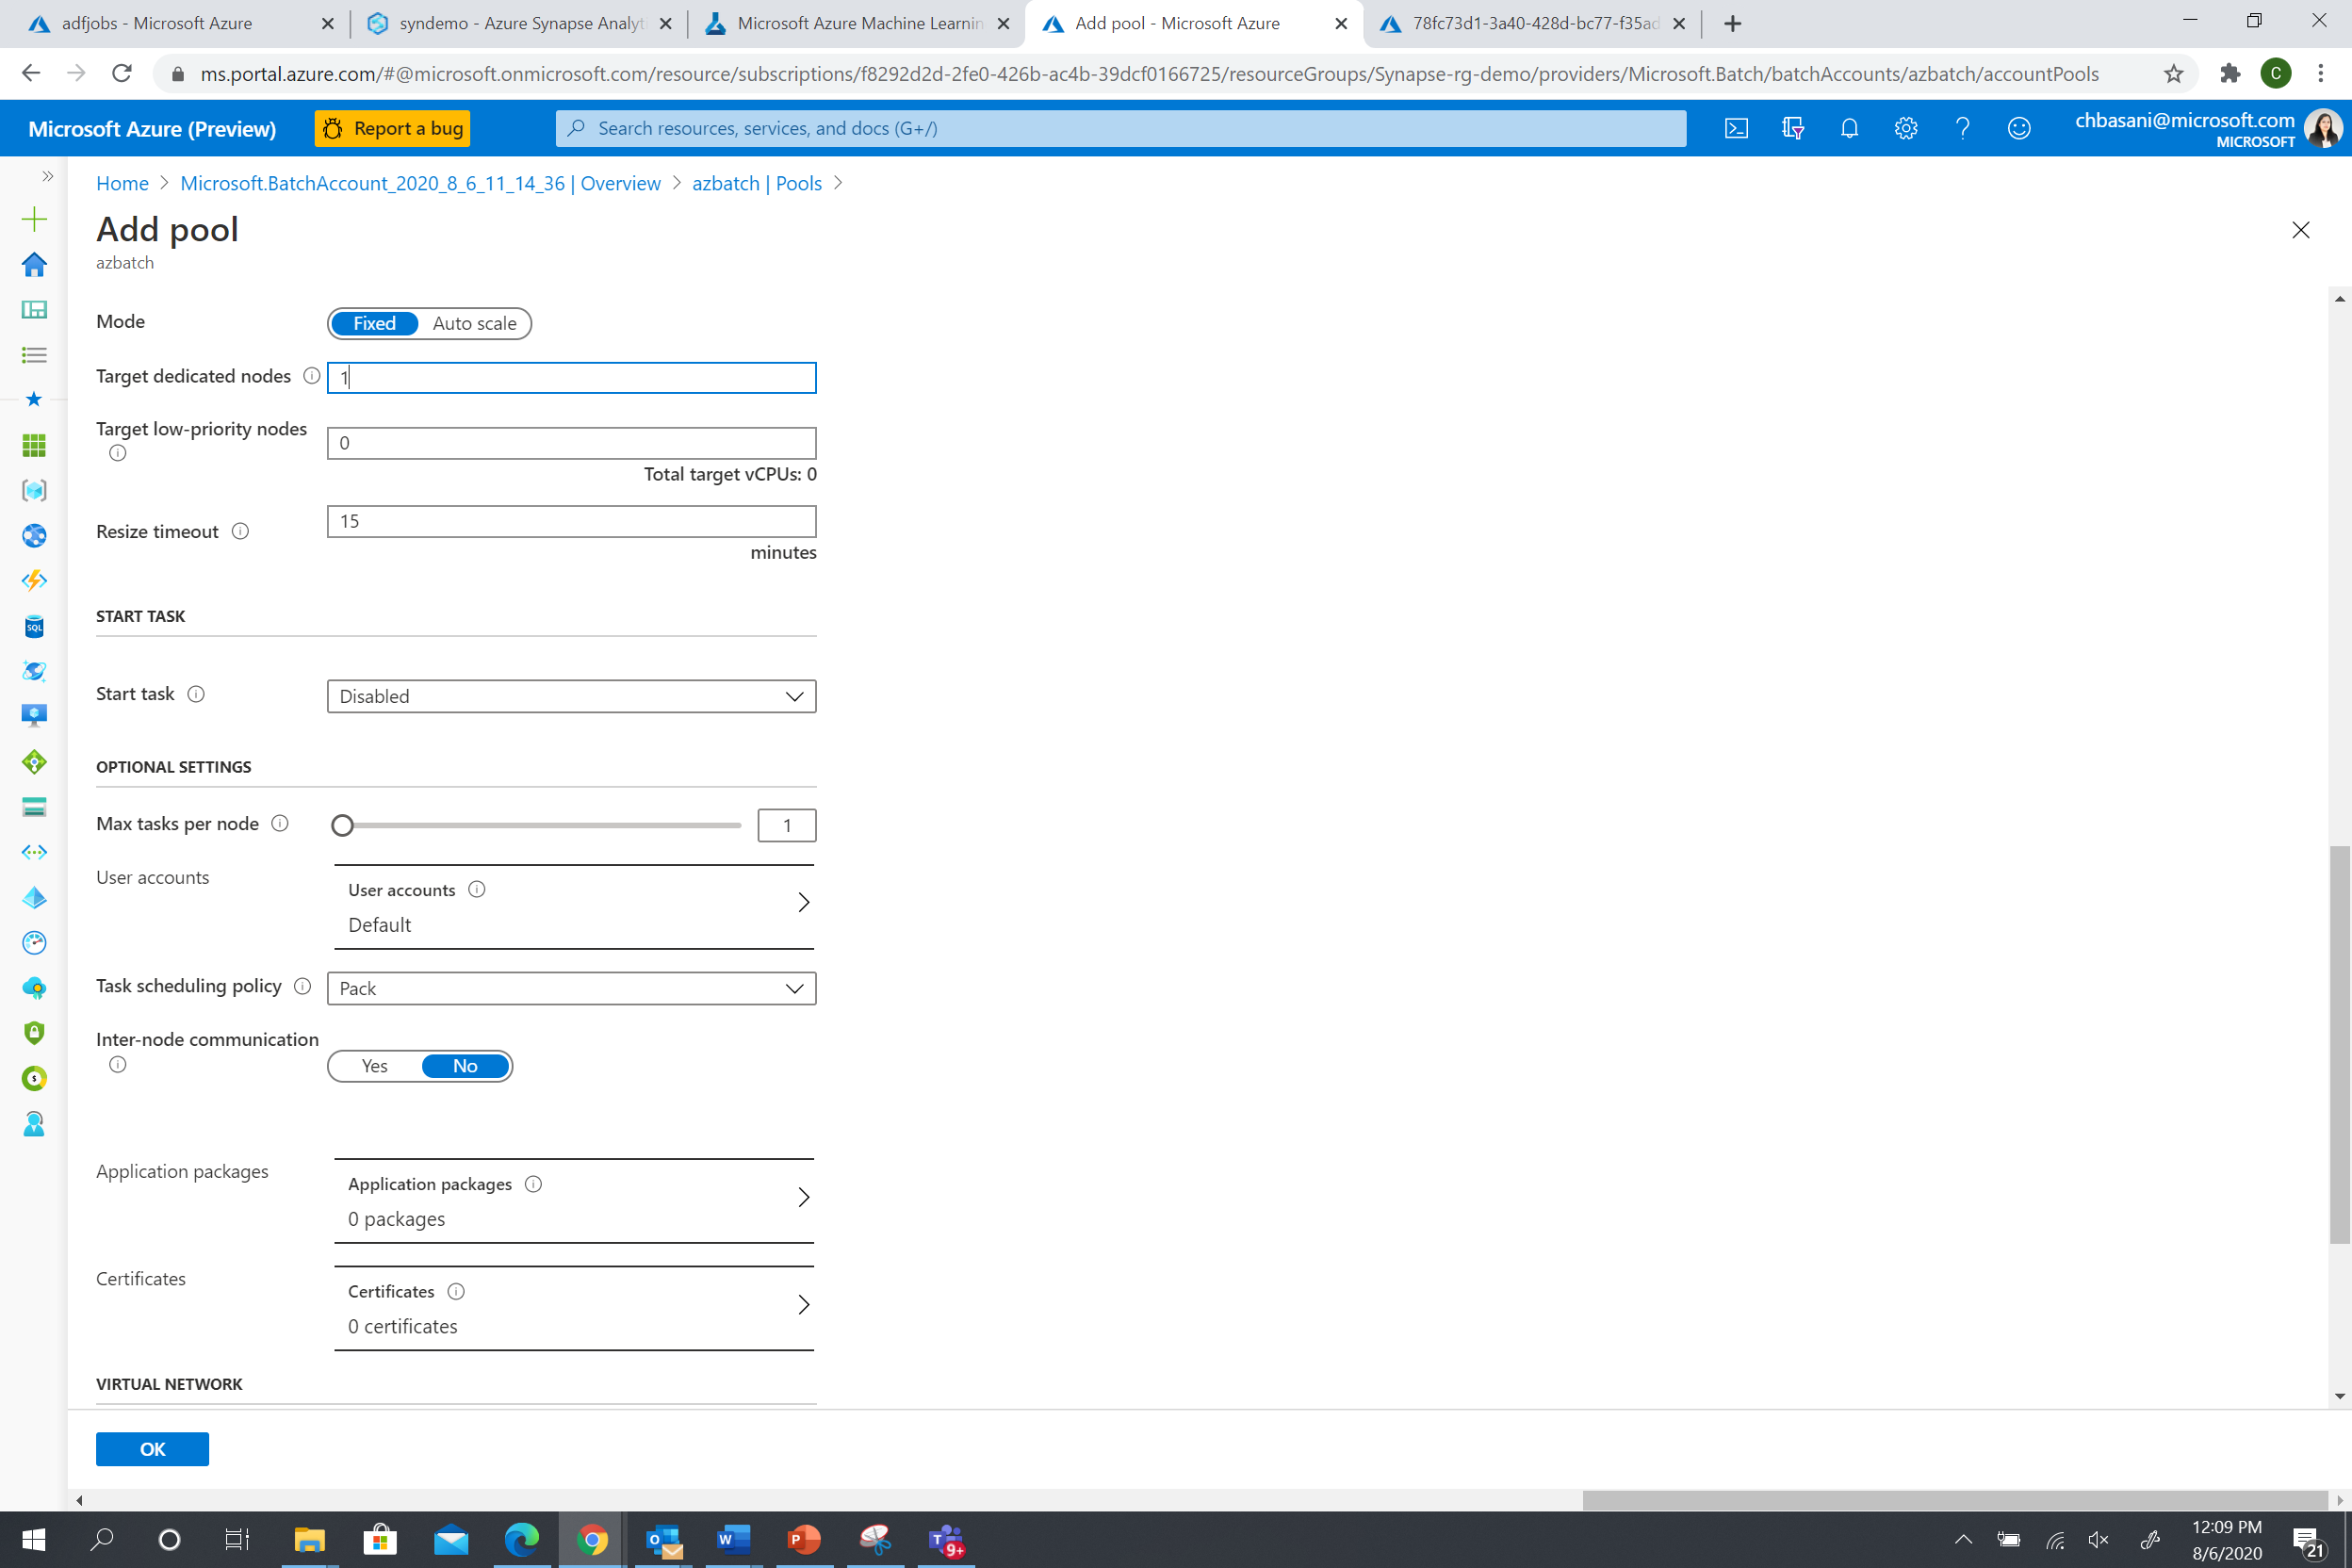 adfjobs - Microsoft Azure
syndemo - Azure Synapse Analyti
Microsoft Azure Machine Learnin
Add pool - Microsoft Azure
78fc73d1-3a40-428d-bc77-f35ad
ms.portal.azure.com/#@microsoft.onmicrosoft.com/resource/subscriptions/f8292d2d-2fe0-426b-ac4b-39dcf0166725/resourceGroups/Synapse-rg-demo/providers/Microsoft.Batch/batchAccounts/azbatch/accountPools
C
Microsoft Azure (Preview)
Report a bug
Search resources, services, and docs (G+/)
chbasani@microsoft.com
MICROSOFT
Home > Microsoft.BatchAccount_2020_8_6_11_14_36 | Overview > azbatch | Pools >
Add pool
azbatch
Mode
Fixed Auto scale
Target dedicated nodes
1
Target low-priority nodes
0
Total target vCPUs: 0
Resize timeout
15
minutes
START TASK
Start task
Disabled
OPTIONAL SETTINGS
Max tasks per node
1
User accounts
User accounts
Default
Task scheduling policy
Pack
Inter-node communication
Yes No
Application packages
Application packages
0 packages
Certificates
Certificates
0 certificates
VIRTUAL NETWORK
OK
SQL
9+
12:09 PM
8/6/2020
21